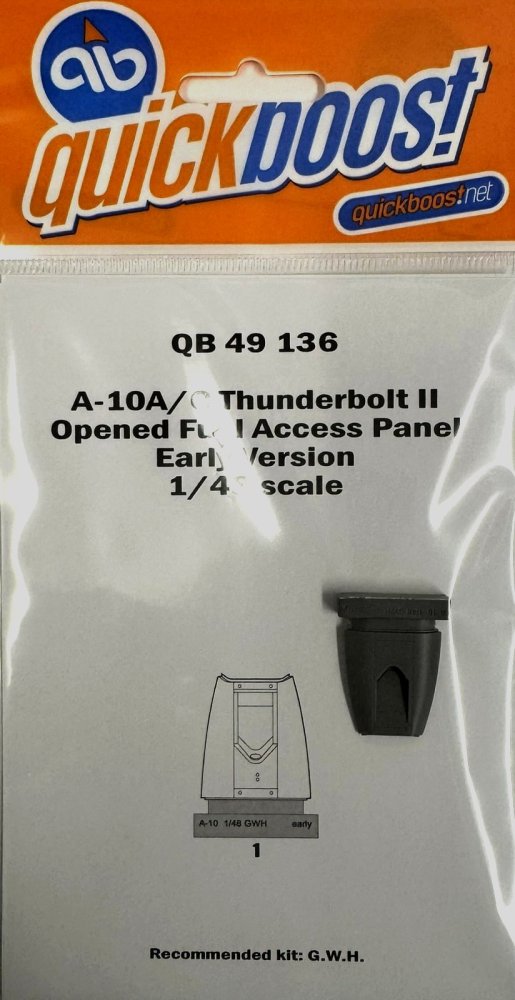 qb
quickboost
quickboost.net
QB 49 136
A-10A/C Thunderbolt II
Opened Fuel Access Panel
Early Version
1/48 scale
A-10 1/48 GWH early
1
Recommended kit: G.W.H.